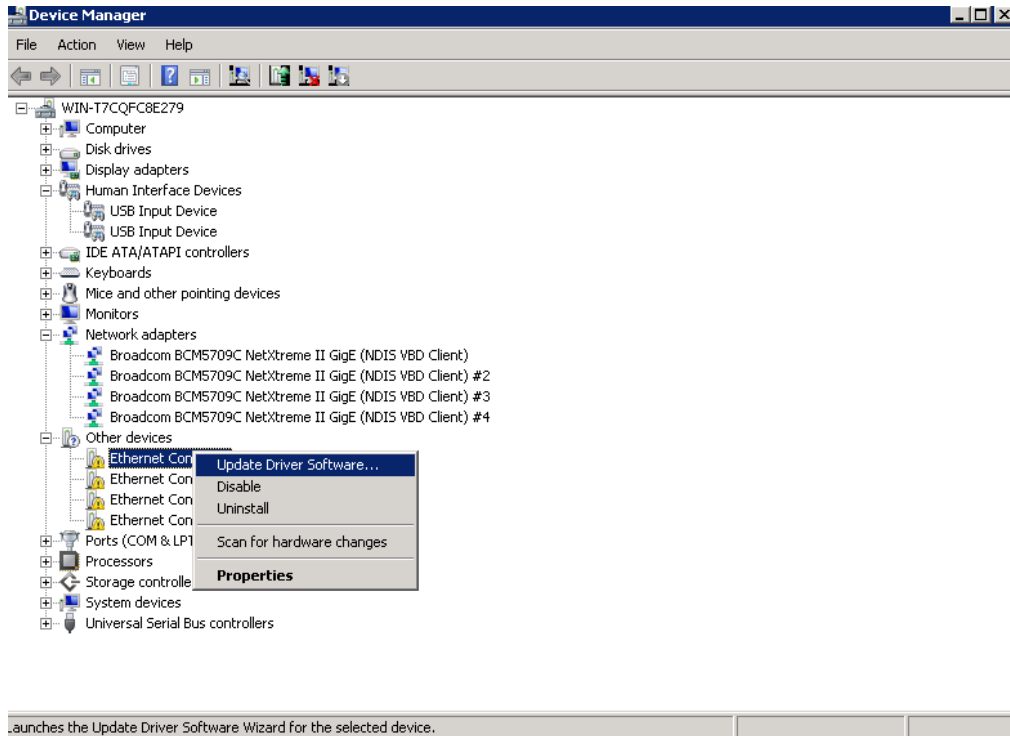 Device Manager
File Action View Help
WIN-T7CQFC8E279
Computer
Disk drives
Display adapters
Human Interface Devices
USB Input Device
USB Input Device
IDE ATA/ATAPI controllers
Keyboards
Mice and other pointing devices
Monitors
Network adapters
Broadcom BCM5709C NetXtreme II GigE (NDIS VBD Client)
Broadcom BCM5709C NetXtreme II GigE (NDIS VBD Client) #2
Broadcom BCM5709C NetXtreme II GigE (NDIS VBD Client) #3
Broadcom BCM5709C NetXtreme II GigE (NDIS VBD Client) #4
Other devices
Ethernet Con
Ethernet Con
Ethernet Con
Ethernet Con
Update Driver Software...
Disable
Uninstall
Scan for hardware changes
Properties
Ports (COM & LPT
Processors
Storage controlle
System devices
Universal Serial Bus controllers
Launches the Update Driver Software Wizard for the selected device.